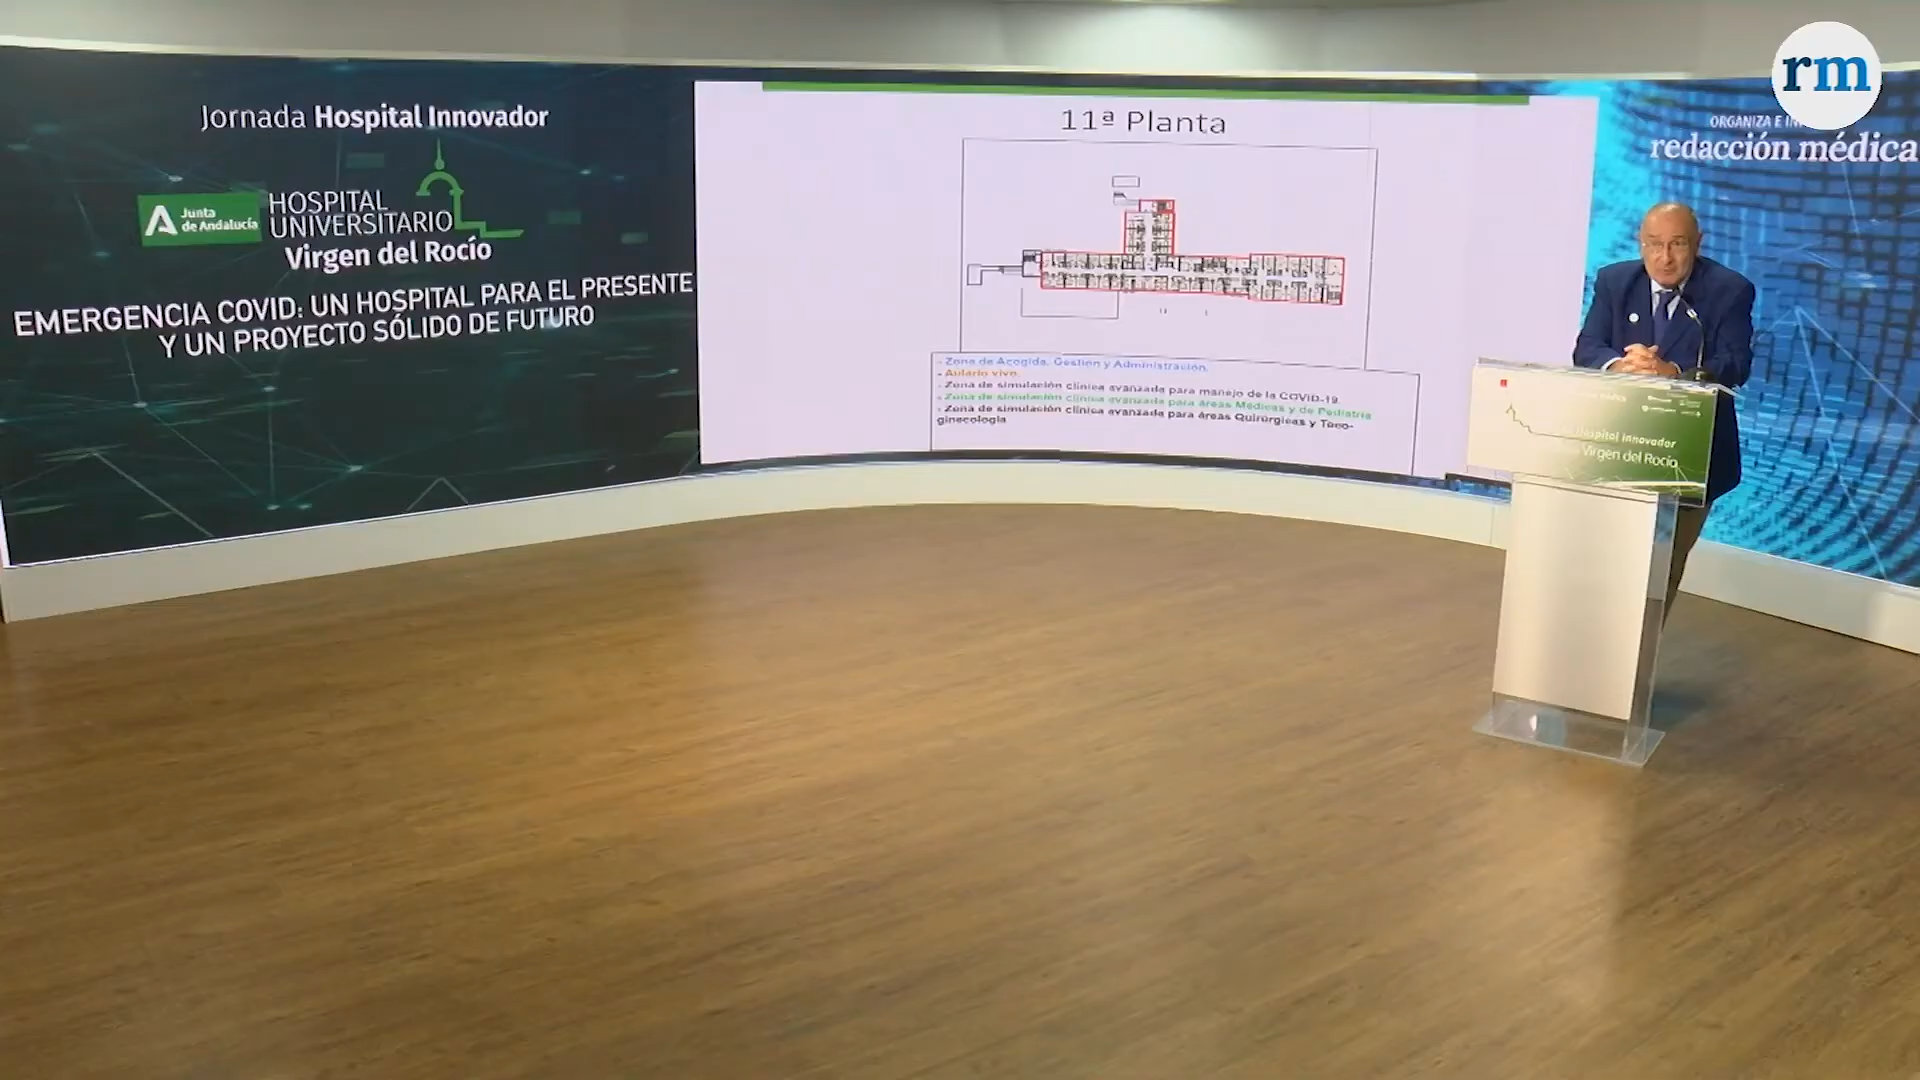 rm
Jornada Hospital Innovador
Junta
de Andalucía
HOSPITAL
UNIVERSITARIO
Virgen del Rocío
EMERGENCIA COVID: UN HOSPITAL PARA EL PRESENTE
Y UN PROYECTO SÓLIDO DE FUTURO
11ª Planta
- Zona de Acogida, Gestión y Administración.
- Aulario vivo.
- Zona de simulación clínica avanzada para manejo de la COVID-19.
- Zona de simulación clínica avanzada para áreas Médicas y de Pediatría
- Zona de simulación clínica avanzada para áreas Quirúrgicas y Toco-
ginecología
ORGANIZA E
redacción médica
Hospital Innovador
Virgen del Rocío